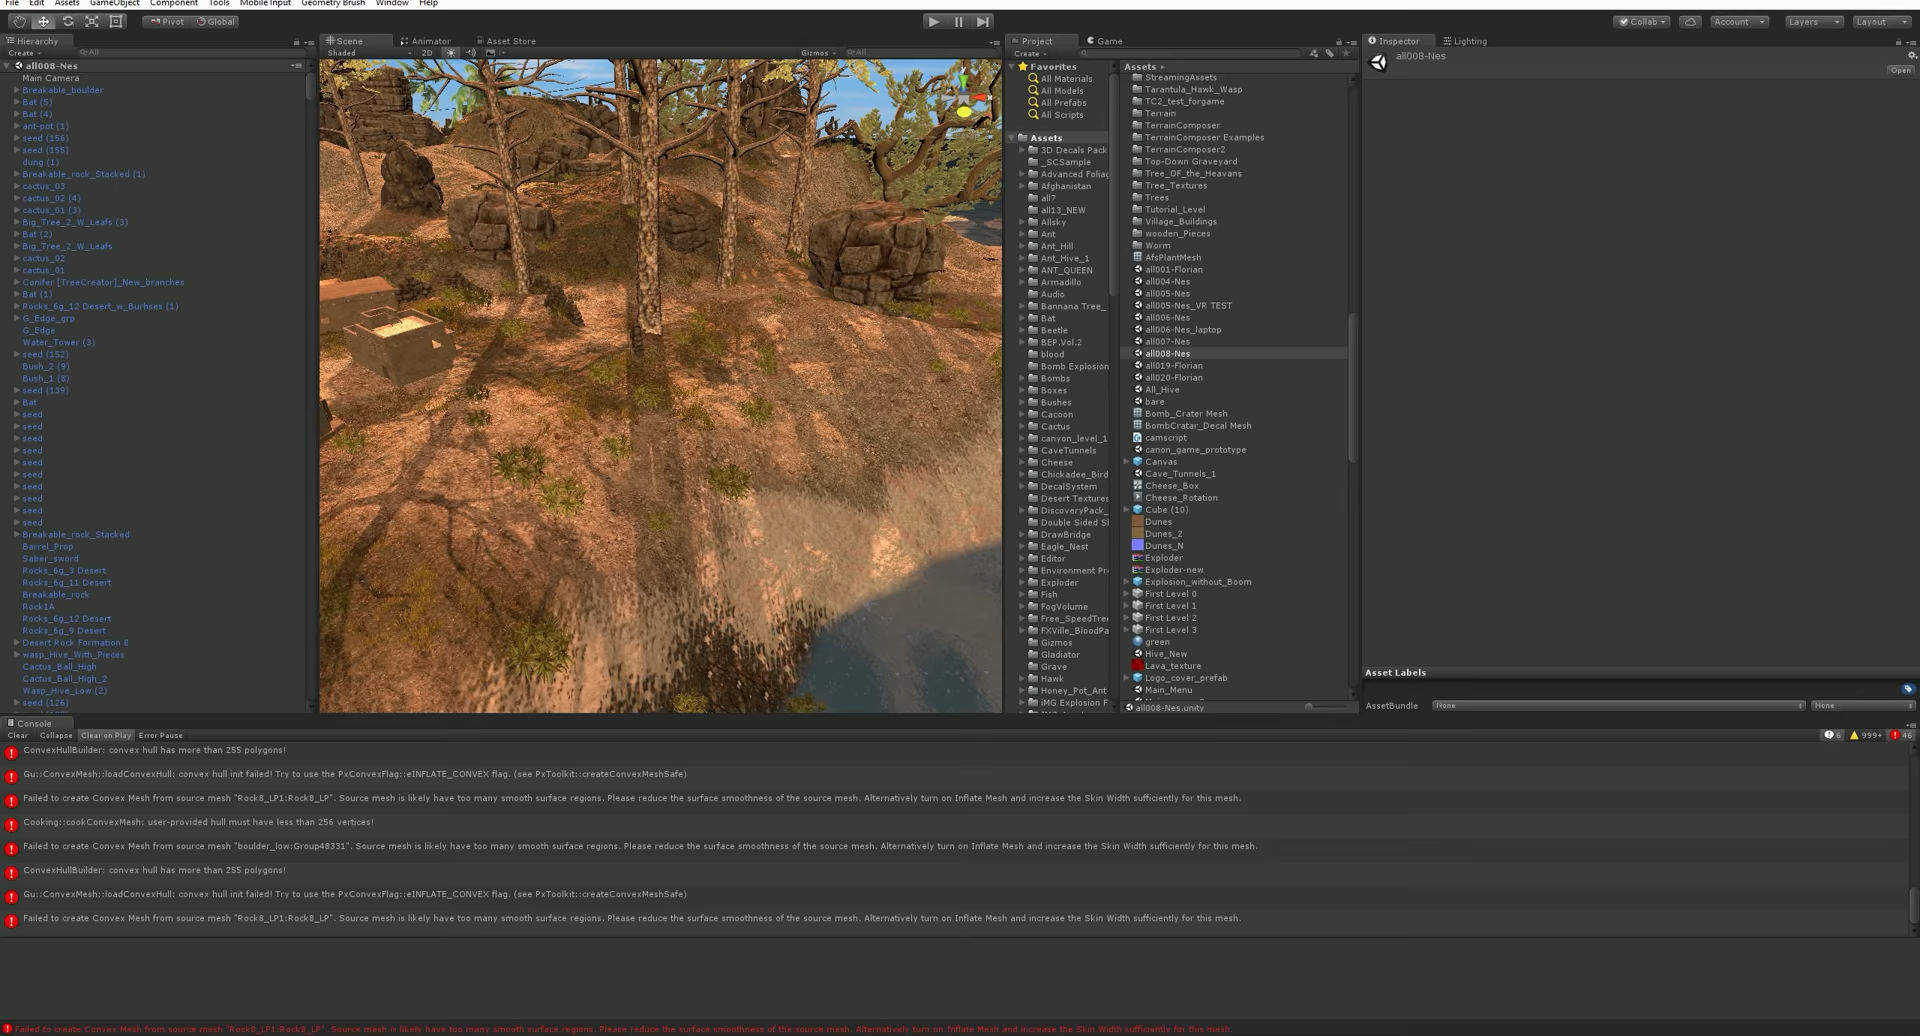 File Edit Assets GameObject Component Tools Mobile Input Geometry Brush Window Help
Pivot Global Collab Account Layers Layout
Hierarchy
Create All
all008-Nes
Main Camera
Breakable_boulder
Bat (5)
Bat (4)
ant-pot (1)
seed (156)
seed (155)
dung (1)
Breakable_rock_Stacked (1)
cactus_03
cactus_02 (4)
cactus_01 (3)
Big_Tree_2_W_Leafs (3)
Bat (2)
Big_Tree_2_W_Leafs
cactus_02
cactus_01
Conifer [TreeCreator]_New_branches
Bat (1)
Rocks_6g_12 Desert_w_Burhses (1)
G_Edge_grp
G_Edge
Water_Tower (3)
seed (152)
Bush_2 (9)
Bush_1 (8)
seed (139)
Bat
seed
seed
seed
seed
seed
seed
seed
seed
seed
seed
Breakable_rock_Stacked
Barrel_Prop
Saber_sword
Rocks_6g_3 Desert
Rocks_6g_11 Desert
Breakable_rock
Rock1A
Rocks_6g_12 Desert
Rocks_6g_9 Desert
Desert Rock Formation 6
wasp_Hive_With_Pieces
Cactus_Ball_High
Cactus_Ball_High_2
Wasp_Hive_Low (2)
seed (126)
Scene Animator Asset Store
Shaded 2D Gizmos All
Project Game
Create
Favorites
All Materials
All Models
All Prefabs
All Scripts
Assets
3D Decals Pack
_SCSample
Advanced Foliag
Afghanistan
all7
all13_NEW
Allsky
Ant
Ant_Hill
Ant_Hive_1
ANT_QUEEN
Armadillo
Audio
Bannana Tree_
Bat
Beetle
BEP.Vol.2
blood
Bomb Explosion
Bombs
Boxes
Bushes
Cacoon
Cactus
canyon_level_1
CaveTunnels
Cheese
Chickadee_Bird
DecalSystem
Desert Textures
DiscoveryPack_
Double Sided S
DrawBridge
Eagle_Nest
Editor
Environment Pr
Exploder
Fish
FogVolume
Free_SpeedTree
FXVille_BloodPa
Gizmos
Gladiator
Grave
Hawk
Honey_Pot_Ant
iMG Explosion F
Assets
StreamingAssets
Tarantula_Hawk_Wasp
TC2_test_forgame
Terrain
TerrainComposer
TerrainComposer Examples
TerrainComposer2
Top-Down Graveyard
Tree_OF_the_Heavans
Tree_Textures
Trees
Tutorial_Level
Village_Buildings
wooden_Pieces
Worm
AfsPlantMesh
all001-Florian
all004-Nes
all005-Nes
all005-Nes_VR TEST
all006-Nes
all006-Nes_laptop
all007-Nes
all008-Nes
all019-Florian
all020-Florian
All_Hive
bare
Bomb_Crater Mesh
BombCratar_Decal Mesh
camscript
canon_game_prototype
Canvas
Cave_Tunnels_1
Cheese_Box
Cheese_Rotation
Cube (10)
Dunes
Dunes_2
Dunes_N
Exploder
Exploder-new
Explosion_without_Boom
First Level 0
First Level 1
First Level 2
First Level 3
green
Hive_New
Lava_texture
Logo_cover_prefab
Main_Menu
all008-Nes.unity
Inspector Lighting
all008-Nes
Open
Asset Labels
AssetBundle None None
Console
Clear Collapse Clear on Play Error Pause 6 999+ 46
ConvexHullBuilder: convex hull has more than 255 polygons!
Gu::ConvexMesh::loadConvexHull: convex hull init failed! Try to use the PxConvexFlag::eINFLATE_CONVEX flag. (see PxToolkit::createConvexMeshSafe)
Failed to create Convex Mesh from source mesh "Rock8_LP1:Rock8_LP". Source mesh is likely have too many smooth surface regions. Please reduce the surface smoothness of the source mesh. Alternatively turn on Inflate Mesh and increase the Skin Width sufficiently for this mesh.
Cooking::cookConvexMesh: user-provided hull must have less than 256 vertices!
Failed to create Convex Mesh from source mesh "boulder_low:Group48331". Source mesh is likely have too many smooth surface regions. Please reduce the surface smoothness of the source mesh. Alternatively turn on Inflate Mesh and increase the Skin Width sufficiently for this mesh.
ConvexHullBuilder: convex hull has more than 255 polygons!
Gu::ConvexMesh::loadConvexHull: convex hull init failed! Try to use the PxConvexFlag::eINFLATE_CONVEX flag. (see PxToolkit::createConvexMeshSafe)
Failed to create Convex Mesh from source mesh "Rock8_LP1:Rock8_LP". Source mesh is likely have too many smooth surface regions. Please reduce the surface smoothness of the source mesh. Alternatively turn on Inflate Mesh and increase the Skin Width sufficiently for this mesh.
Failed to create Convex Mesh from source mesh "Rock8_LP1:Rock8_LP". Source mesh is likely have too many smooth surface regions. Please reduce the surface smoothness of the source mesh. Alternatively turn on Inflate Mesh and increase the Skin Width sufficiently for this mesh.